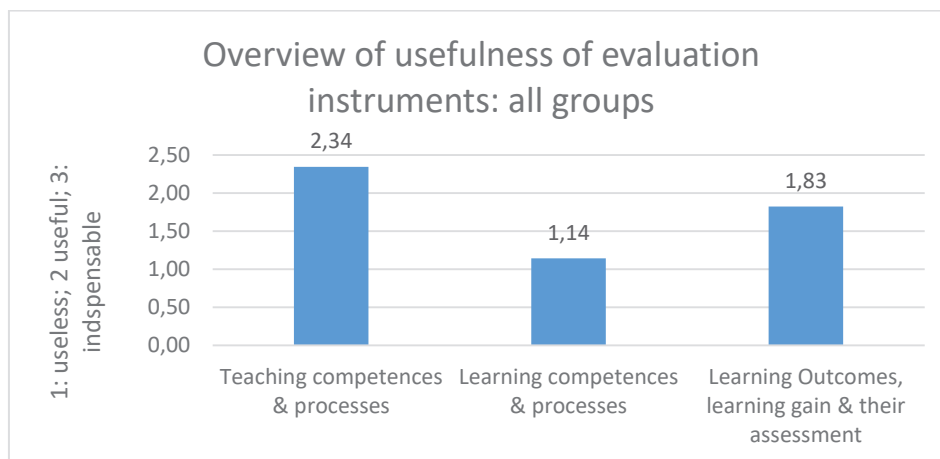 Overview of usefulness of evaluation
instruments: all groups
1: useless; 2 useful; 3:
indspensable
2,50
2,00
1,50
1,00
0,50
0,00
2,34
1,14
1,83
Teaching competences
& processes
Learning competences
& processes
Learning Outcomes,
learning gain & their
assessment